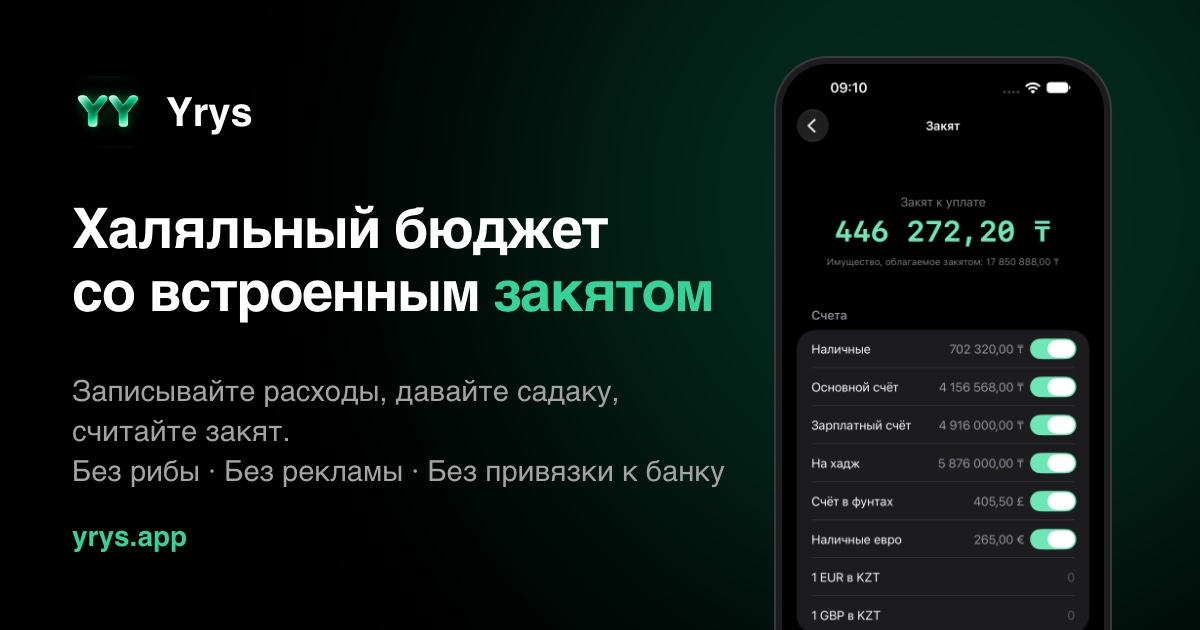 YY Yrys
Халяльный бюджет
со встроенным закятом
Записывайте расходы, давайте садаку,
считайте закят.
Без рибы · Без рекламы · Без привязки к банку
yrys.app
09:10
Закят
Закят к уплате
446 272,20 ₸
Имущество, облагаемое закятом: 17 850 888,00 ₸
Счета
Наличные 702 320,00 ₸
Основной счёт 4 156 568,00 ₸
Зарплатный счёт 4 916 000,00 ₸
На хадж 5 876 000,00 ₸
Счёт в фунтах 405,50 £
Наличные евро 265,00 €
1 EUR в KZT 0
1 GBP в KZT 0